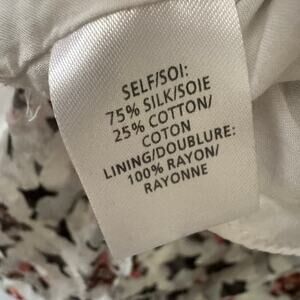 SELF/SOI:
75% SILK/SOIE
25% COTTON/
COTON
LINING/DOUBLURE:
100% RAYON/
RAYONNE